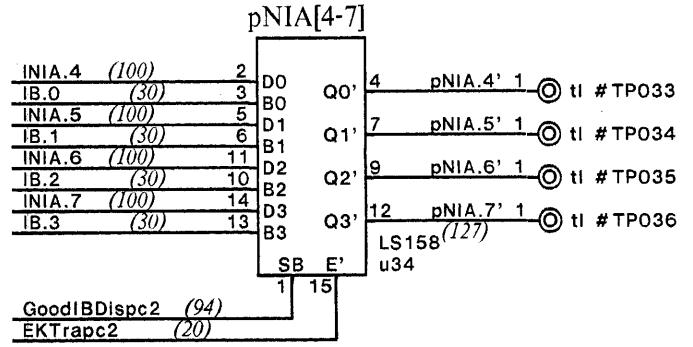 pNIA[4-7]
INIA.4 (100) 2 D0
IB.0 (30) 3 B0
INIA.5 (100) 5 D1
IB.1 (30) 6 B1
INIA.6 (100) 11 D2
IB.2 (30) 10 B2
INIA.7 (100) 14 D3
IB.3 (30) 13 B3
Q0' 4 pNIA.4' 1 tl #TP033
Q1' 7 pNIA.5' 1 tl #TP034
Q2' 9 pNIA.6' 1 tl #TP035
Q3' 12 pNIA.7' 1 tl #TP036
LS158 (127)
u34
SB E'
1 15
GoodIBDispc2 (94)
EKTrapc2 (20)